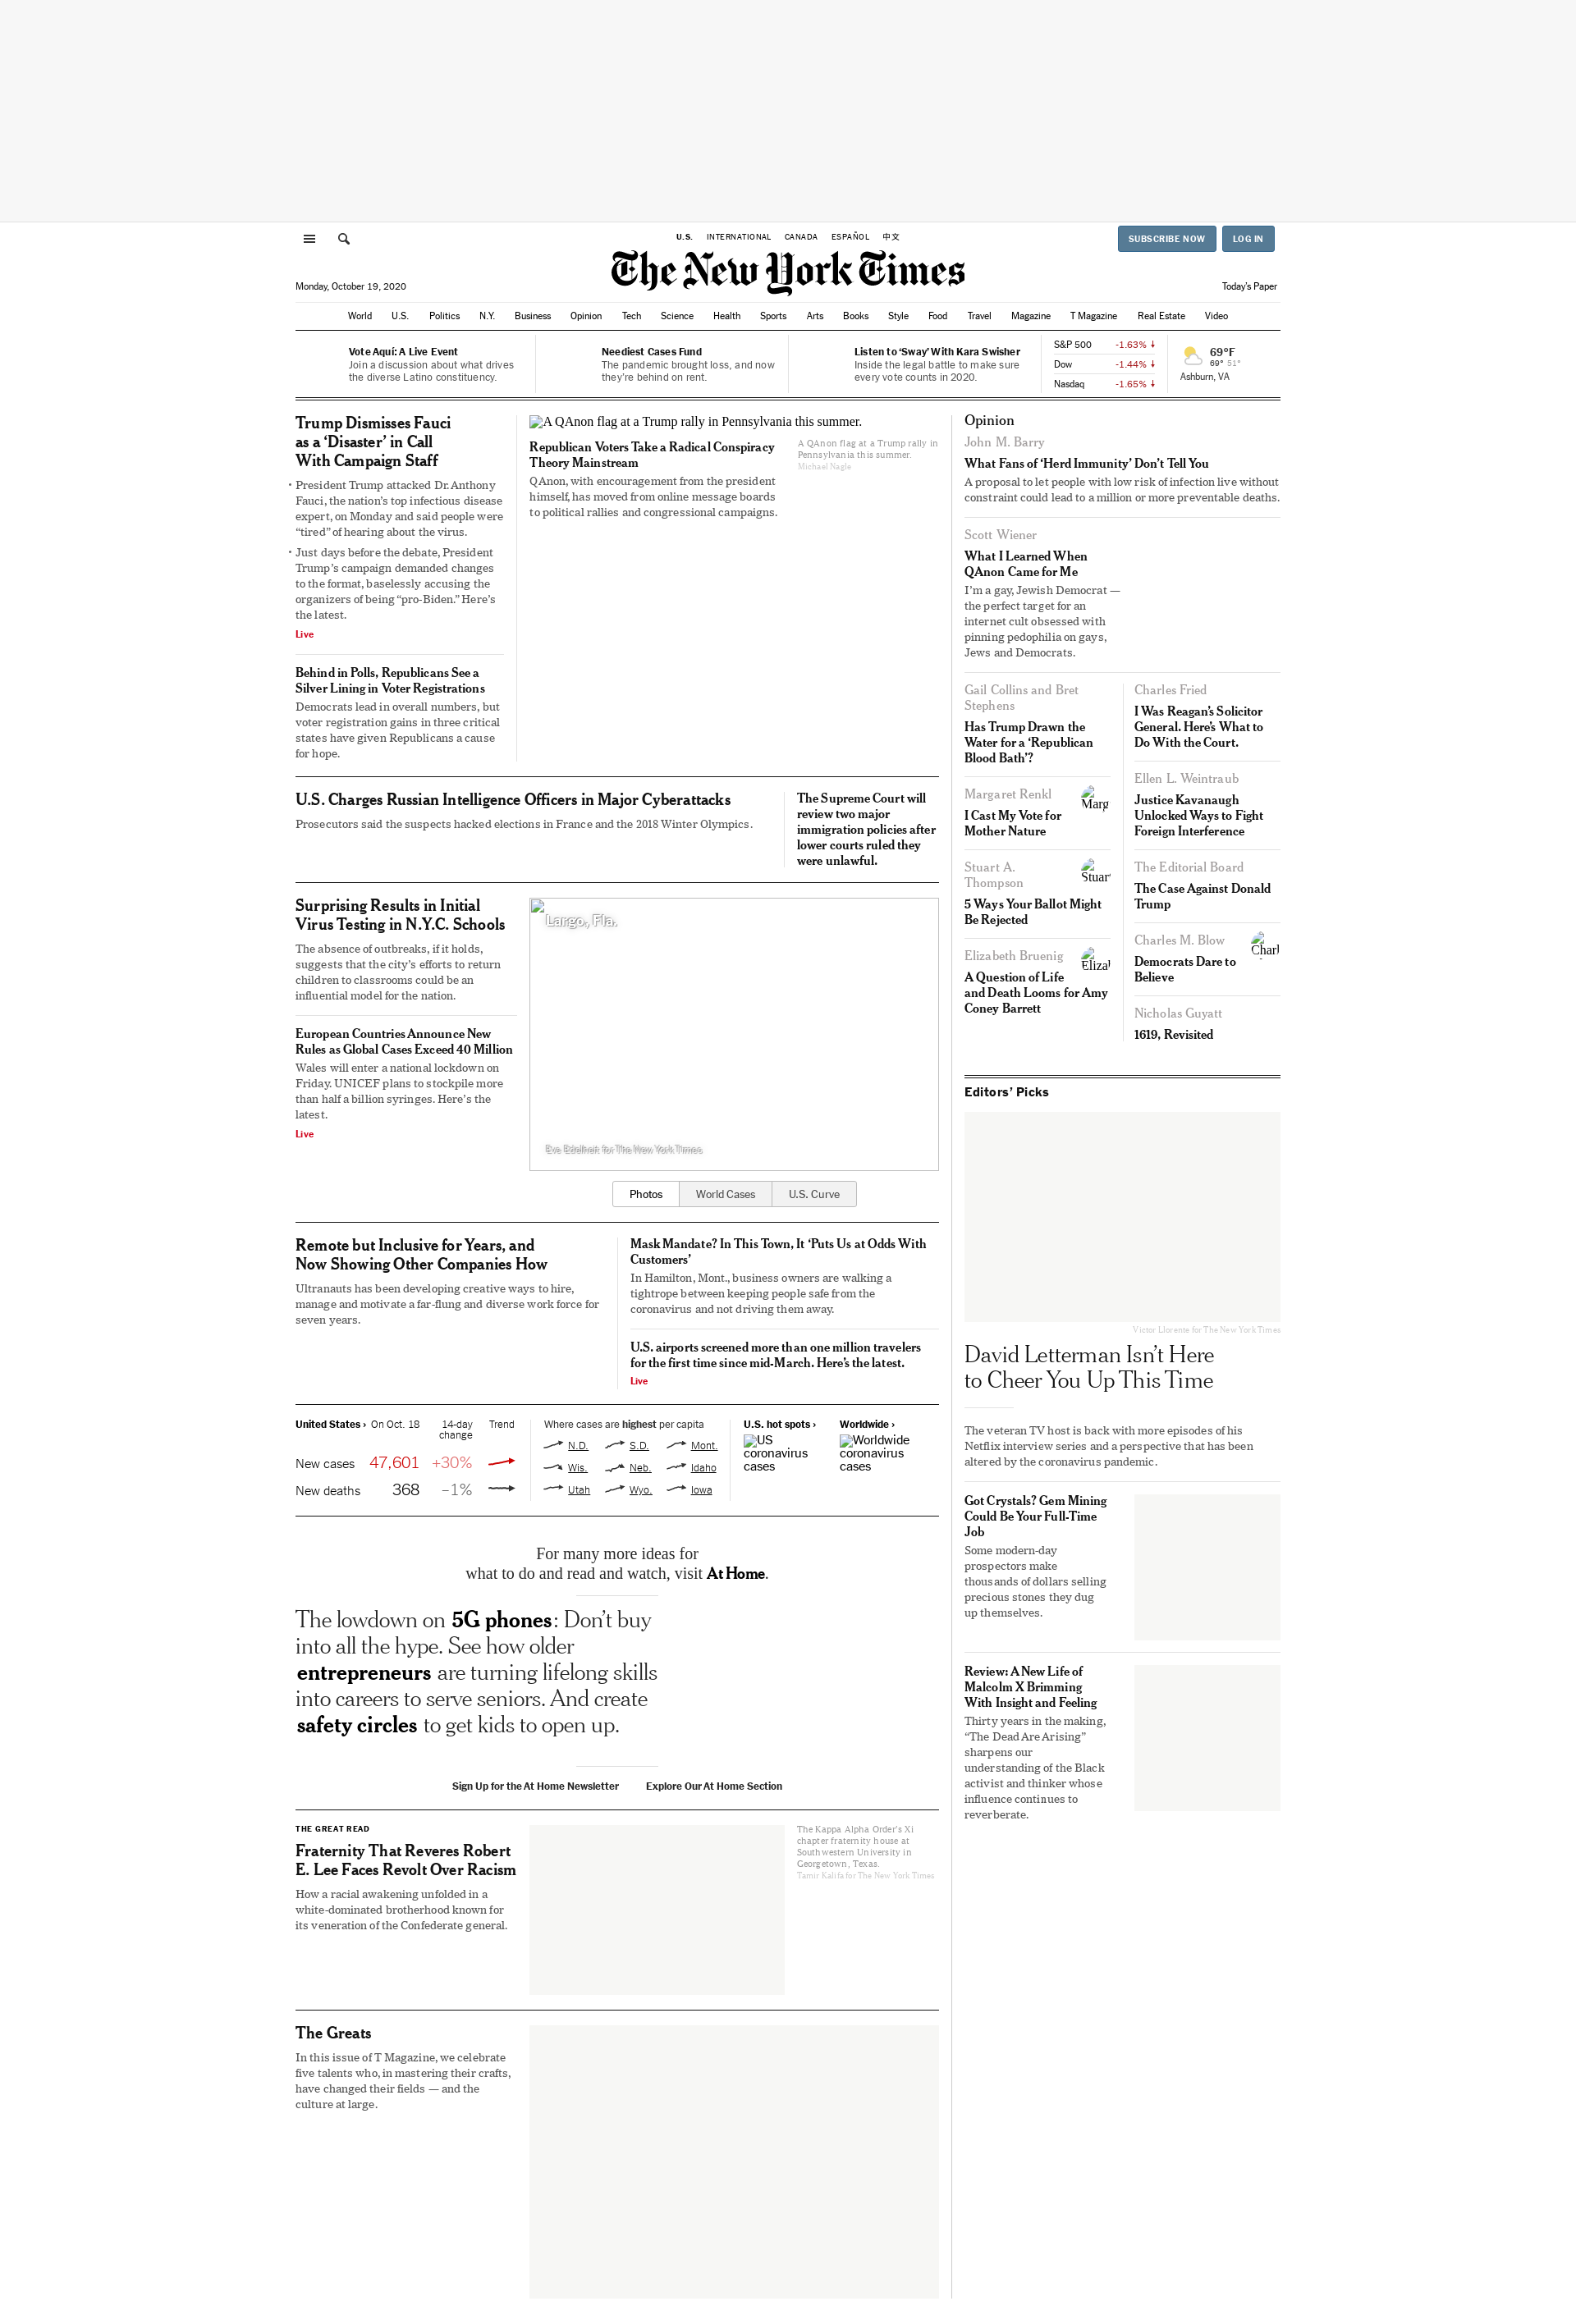 U.S. INTERNATIONAL CANADA ESPAÑOL 中文
SUBSCRIBE NOW LOG IN
The New York Times
Monday, October 19, 2020
Today's Paper
World U.S. Politics N.Y. Business Opinion Tech Science Health Sports Arts Books Style Food Travel Magazine T Magazine Real Estate Video
Vote Aquí: A Live Event
Join a discussion about what drives
the diverse Latino constituency.
Neediest Cases Fund
The pandemic brought loss, and now
they're behind on rent.
Listen to ‘Sway’ With Kara Swisher
Inside the legal battle to make sure
every vote counts in 2020.
S&P 500 -1.63%
Dow -1.44%
Nasdaq -1.65%
69°F
69° 51°
Ashburn, VA
Trump Dismisses Fauci
as a ‘Disaster’ in Call
With Campaign Staff
• President Trump attacked Dr. Anthony
Fauci, the nation’s top infectious disease
expert, on Monday and said people were
“tired” of hearing about the virus.
• Just days before the debate, President
Trump’s campaign demanded changes
to the format, baselessly accusing the
organizers of being “pro-Biden.” Here’s
the latest.
Live
Behind in Polls, Republicans See a
Silver Lining in Voter Registrations
Democrats lead in overall numbers, but
voter registration gains in three critical
states have given Republicans a cause
for hope.
A QAnon flag at a Trump rally in Pennsylvania this summer.
Republican Voters Take a Radical Conspiracy
Theory Mainstream
QAnon, with encouragement from the president
himself, has moved from online message boards
to political rallies and congressional campaigns.
A QAnon flag at a Trump rally in
Pennsylvania this summer.
Michael Nagle
U.S. Charges Russian Intelligence Officers in Major Cyberattacks
Prosecutors said the suspects hacked elections in France and the 2018 Winter Olympics.
The Supreme Court will
review two major
immigration policies after
lower courts ruled they
were unlawful.
Surprising Results in Initial
Virus Testing in N.Y.C. Schools
The absence of outbreaks, if it holds,
suggests that the city’s efforts to return
children to classrooms could be an
influential model for the nation.
European Countries Announce New
Rules as Global Cases Exceed 40 Million
Wales will enter a national lockdown on
Friday. UNICEF plans to stockpile more
than half a billion syringes. Here’s the
latest.
Live
Largo, Fla.
Eve Edelheit for The New York Times
Photos World Cases U.S. Curve
Remote but Inclusive for Years, and
Now Showing Other Companies How
Ultranauts has been developing creative ways to hire,
manage and motivate a far-flung and diverse work force for
seven years.
Mask Mandate? In This Town, It ‘Puts Us at Odds With
Customers’
In Hamilton, Mont., business owners are walking a
tightrope between keeping people safe from the
coronavirus and not driving them away.
U.S. airports screened more than one million travelers
for the first time since mid-March. Here’s the latest.
Live
United States › On Oct. 18 14-day
change Trend
New cases 47,601 +30%
New deaths 368 –1%
Where cases are highest per capita
N.D. S.D. Mont.
Wis. Neb. Idaho
Utah Wyo. Iowa
U.S. hot spots ›
US
coronavirus
cases
Worldwide ›
Worldwide
coronavirus
cases
For many more ideas for
what to do and read and watch, visit At Home.
The lowdown on 5G phones: Don’t buy
into all the hype. See how older
entrepreneurs are turning lifelong skills
into careers to serve seniors. And create
safety circles to get kids to open up.
Sign Up for the At Home Newsletter Explore Our At Home Section
THE GREAT READ
Fraternity That Reveres Robert
E. Lee Faces Revolt Over Racism
How a racial awakening unfolded in a
white-dominated brotherhood known for
its veneration of the Confederate general.
The Kappa Alpha Order’s Xi
chapter fraternity house at
Southwestern University in
Georgetown, Texas.
Tamir Kalifa for The New York Times
The Greats
In this issue of T Magazine, we celebrate
five talents who, in mastering their crafts,
have changed their fields — and the
culture at large.
Opinion
John M. Barry
What Fans of ‘Herd Immunity’ Don’t Tell You
A proposal to let people with low risk of infection live without
constraint could lead to a million or more preventable deaths.
Scott Wiener
What I Learned When
QAnon Came for Me
I’m a gay, Jewish Democrat —
the perfect target for an
internet cult obsessed with
pinning pedophilia on gays,
Jews and Democrats.
Gail Collins and Bret
Stephens
Has Trump Drawn the
Water for a ‘Republican
Blood Bath’?
Margaret Renkl
Marg
I Cast My Vote for
Mother Nature
Stuart A.
Thompson
Stuar
5 Ways Your Ballot Might
Be Rejected
Elizabeth Bruenig
Elizal
A Question of Life
and Death Looms for Amy
Coney Barrett
Charles Fried
I Was Reagan’s Solicitor
General. Here’s What to
Do With the Court.
Ellen L. Weintraub
Justice Kavanaugh
Unlocked Ways to Fight
Foreign Interference
The Editorial Board
The Case Against Donald
Trump
Charles M. Blow
Charl
Democrats Dare to
Believe
Nicholas Guyatt
1619, Revisited
Editors’ Picks
Victor Llorente for The New York Times
David Letterman Isn’t Here
to Cheer You Up This Time
The veteran TV host is back with more episodes of his
Netflix interview series and a perspective that has been
altered by the coronavirus pandemic.
Got Crystals? Gem Mining
Could Be Your Full-Time
Job
Some modern-day
prospectors make
thousands of dollars selling
precious stones they dug
up themselves.
Review: A New Life of
Malcolm X Brimming
With Insight and Feeling
Thirty years in the making,
“The Dead Are Arising”
sharpens our
understanding of the Black
activist and thinker whose
influence continues to
reverberate.